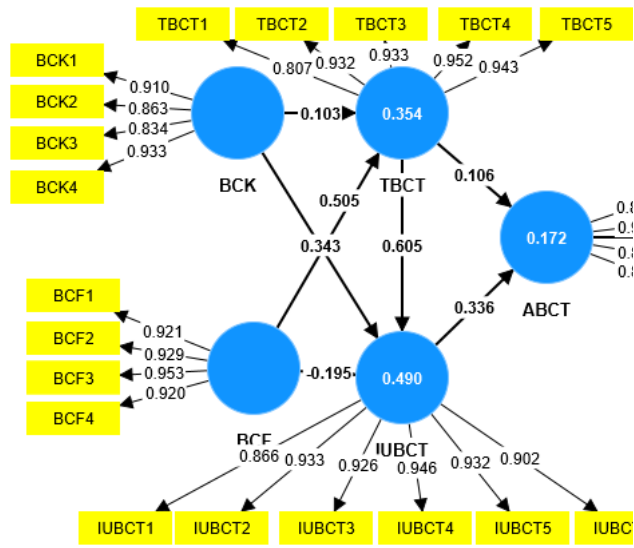 TBCT1 TBCT2 TBCT3 TBCT4 TBCT5
0.807 0.932 0.933 0.952 0.943
BCK1
BCK2
BCK3
BCK4
0.910
0.863
0.834
0.933
BCK
0.103
0.354
TBCT
0.505
0.343
0.605
0.106
0.172
ABCT
0.336
BCF1
BCF2
BCF3
BCF4
0.921
0.929
0.953
0.920
BCF
-0.195
0.490
IUBCT
0.866 0.933 0.926 0.946 0.932 0.902
IUBCT1 IUBCT2 IUBCT3 IUBCT4 IUBCT5